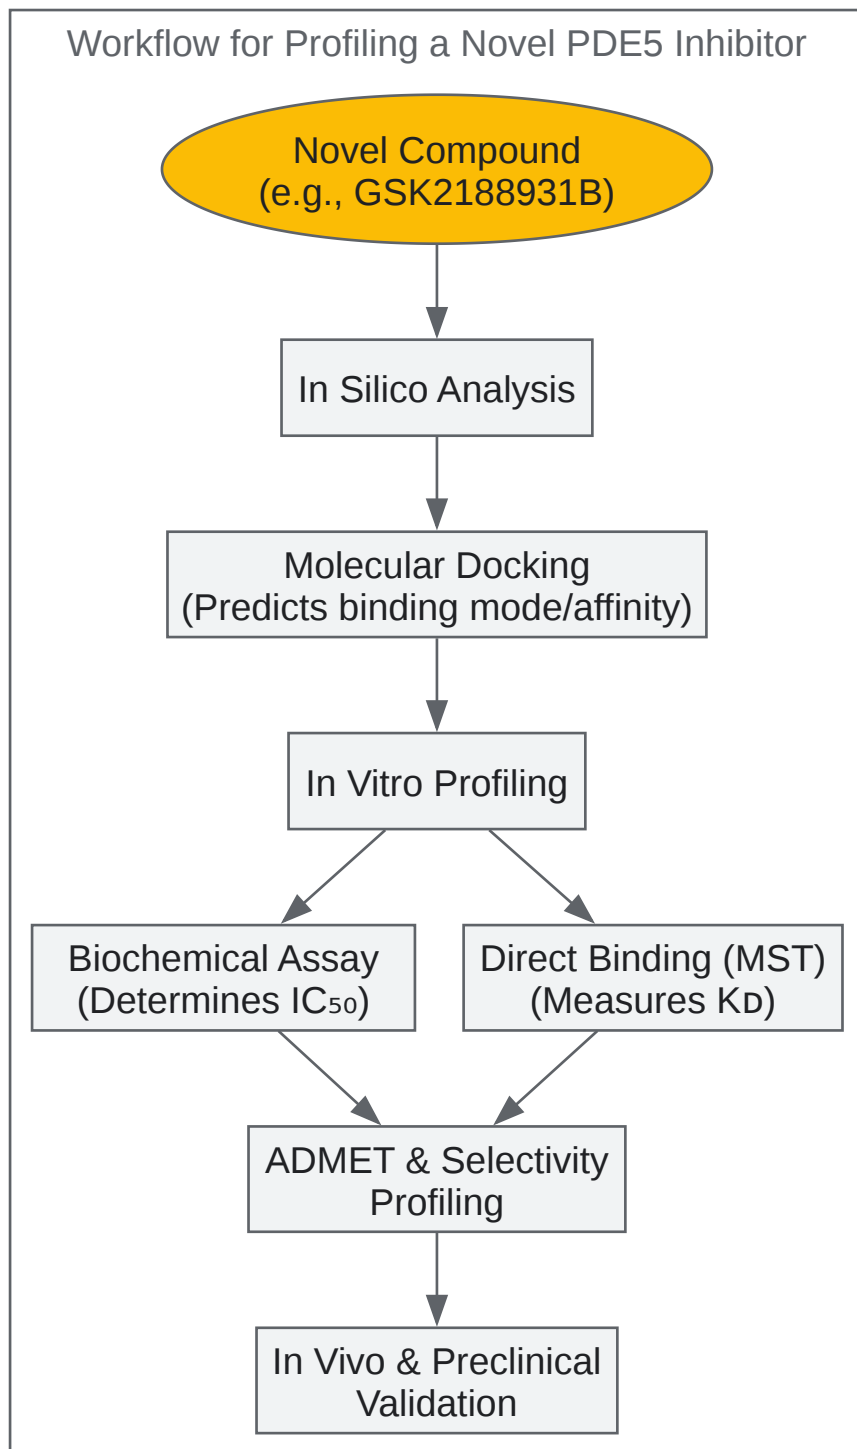 Workflow for Profiling a Novel PDE5 Inhibitor
Novel Compound
(e.g., GSK2188931B)
In Silico Analysis
Molecular Docking
(Predicts binding mode/affinity)
In Vitro Profiling
Biochemical Assay
(Determines IC₅₀)
Direct Binding (MST)
(Measures Kᴅ)
ADMET & Selectivity
Profiling
In Vivo & Preclinical
Validation